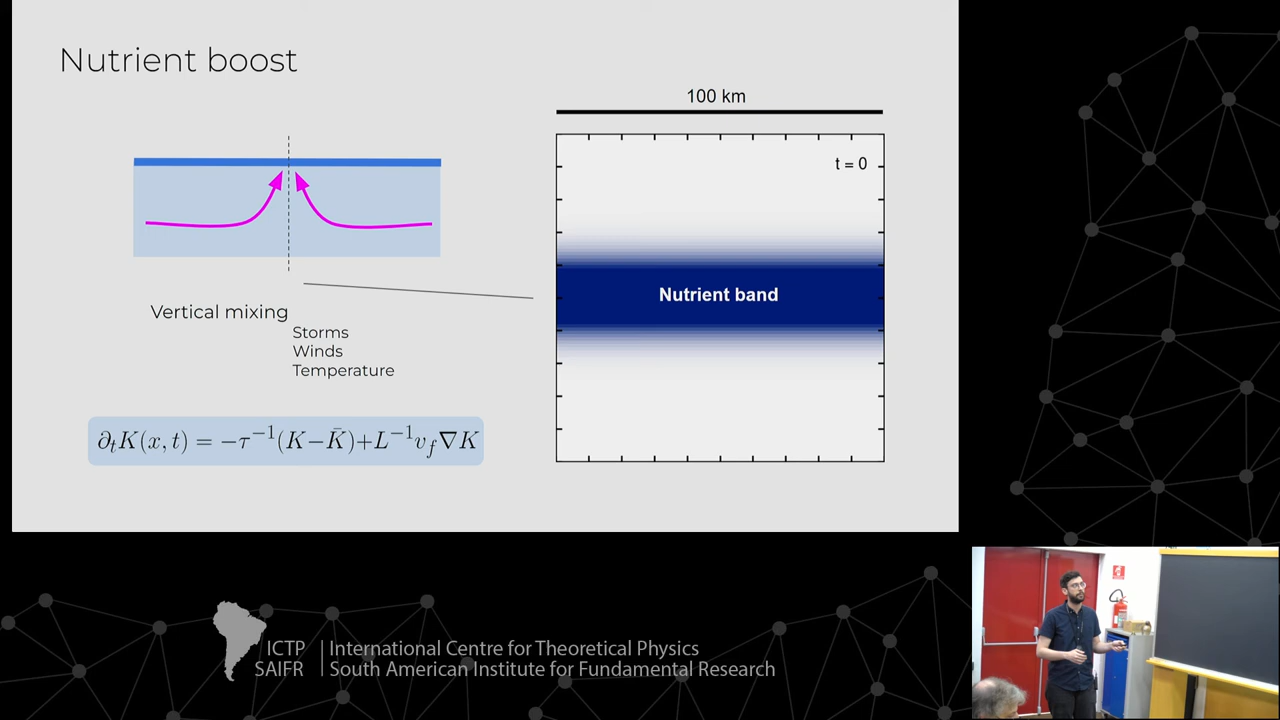 Nutrient boost
100 km
t = 0
Nutrient band
Vertical mixing
Storms
Winds
Temperature
∂ₜK(x, t) = −τ⁻¹(K−K̄)+L⁻¹v_f∇K
ICTP | International Centre for Theoretical Physics
SAIFR | South American Institute for Fundamental Research